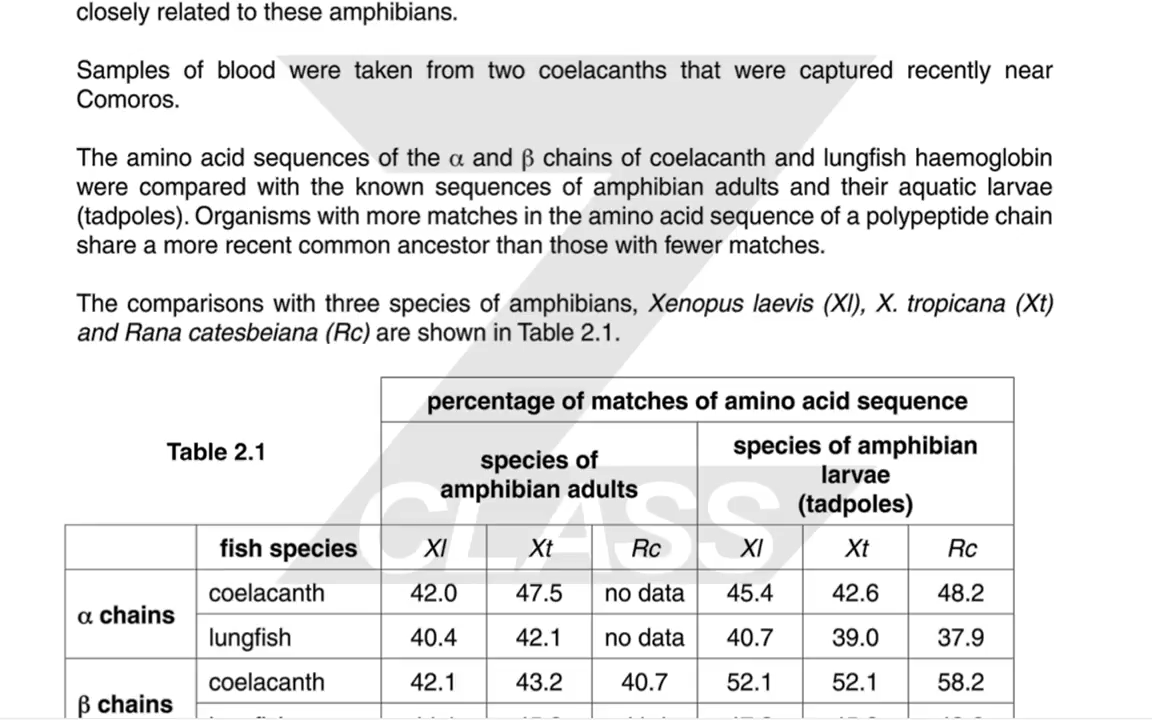 closely related to these amphibians.
Samples of blood were taken from two coelacanths that were captured recently near
Comoros.
The amino acid sequences of the α and β chains of coelacanth and lungfish haemoglobin
were compared with the known sequences of amphibian adults and their aquatic larvae
(tadpoles). Organisms with more matches in the amino acid sequence of a polypeptide chain
share a more recent common ancestor than those with fewer matches.
The comparisons with three species of amphibians, Xenopus laevis (Xl), X. tropicana (Xt)
and Rana catesbeiana (Rc) are shown in Table 2.1.
percentage of matches of amino acid sequence
Table 2.1
species of
amphibian adults
species of amphibian
larvae
(tadpoles)
fish species Xl Xt Rc Xl Xt Rc
α chains
coelacanth 42.0 47.5 no data 45.4 42.6 48.2
lungfish 40.4 42.1 no data 40.7 39.0 37.9
β chains
coelacanth 42.1 43.2 40.7 52.1 52.1 58.2
Z
CLASS